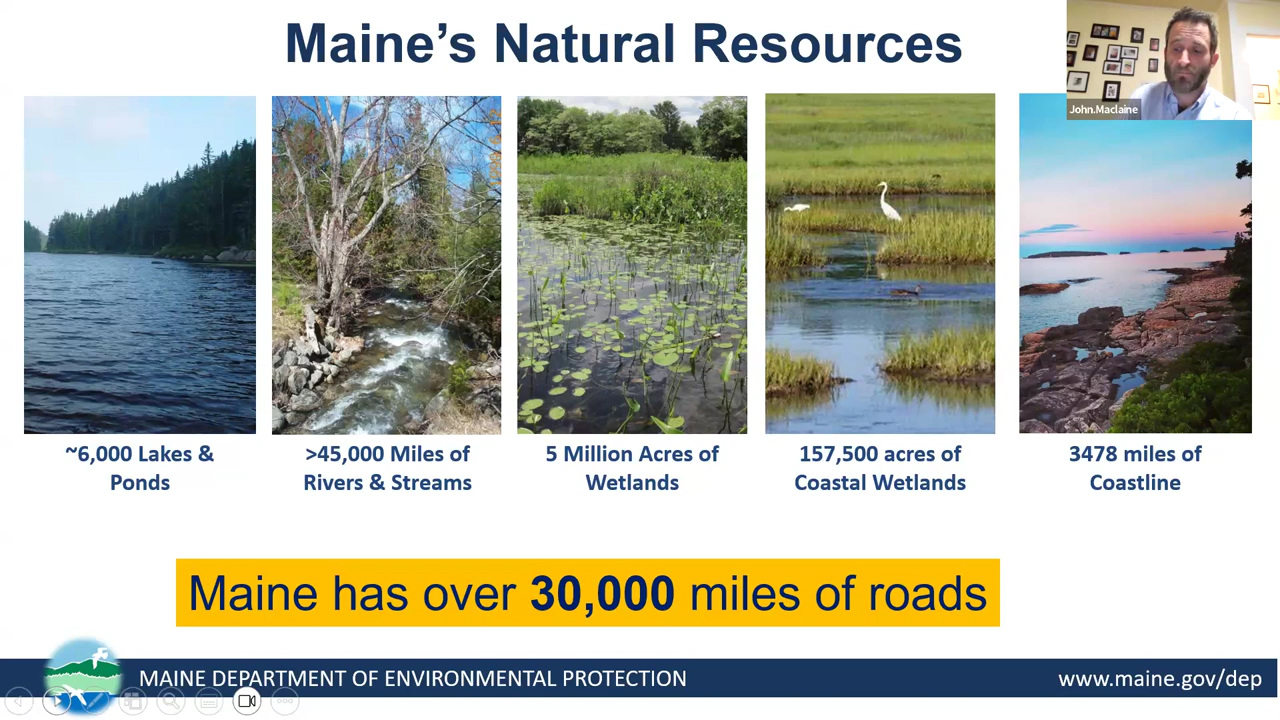 Maine's Natural Resources
John.Maclaine
~6,000 Lakes &
Ponds
>45,000 Miles of
Rivers & Streams
5 Million Acres of
Wetlands
157,500 acres of
Coastal Wetlands
3478 miles of
Coastline
Maine has over 30,000 miles of roads
MAINE DEPARTMENT OF ENVIRONMENTAL PROTECTION
www.maine.gov/dep